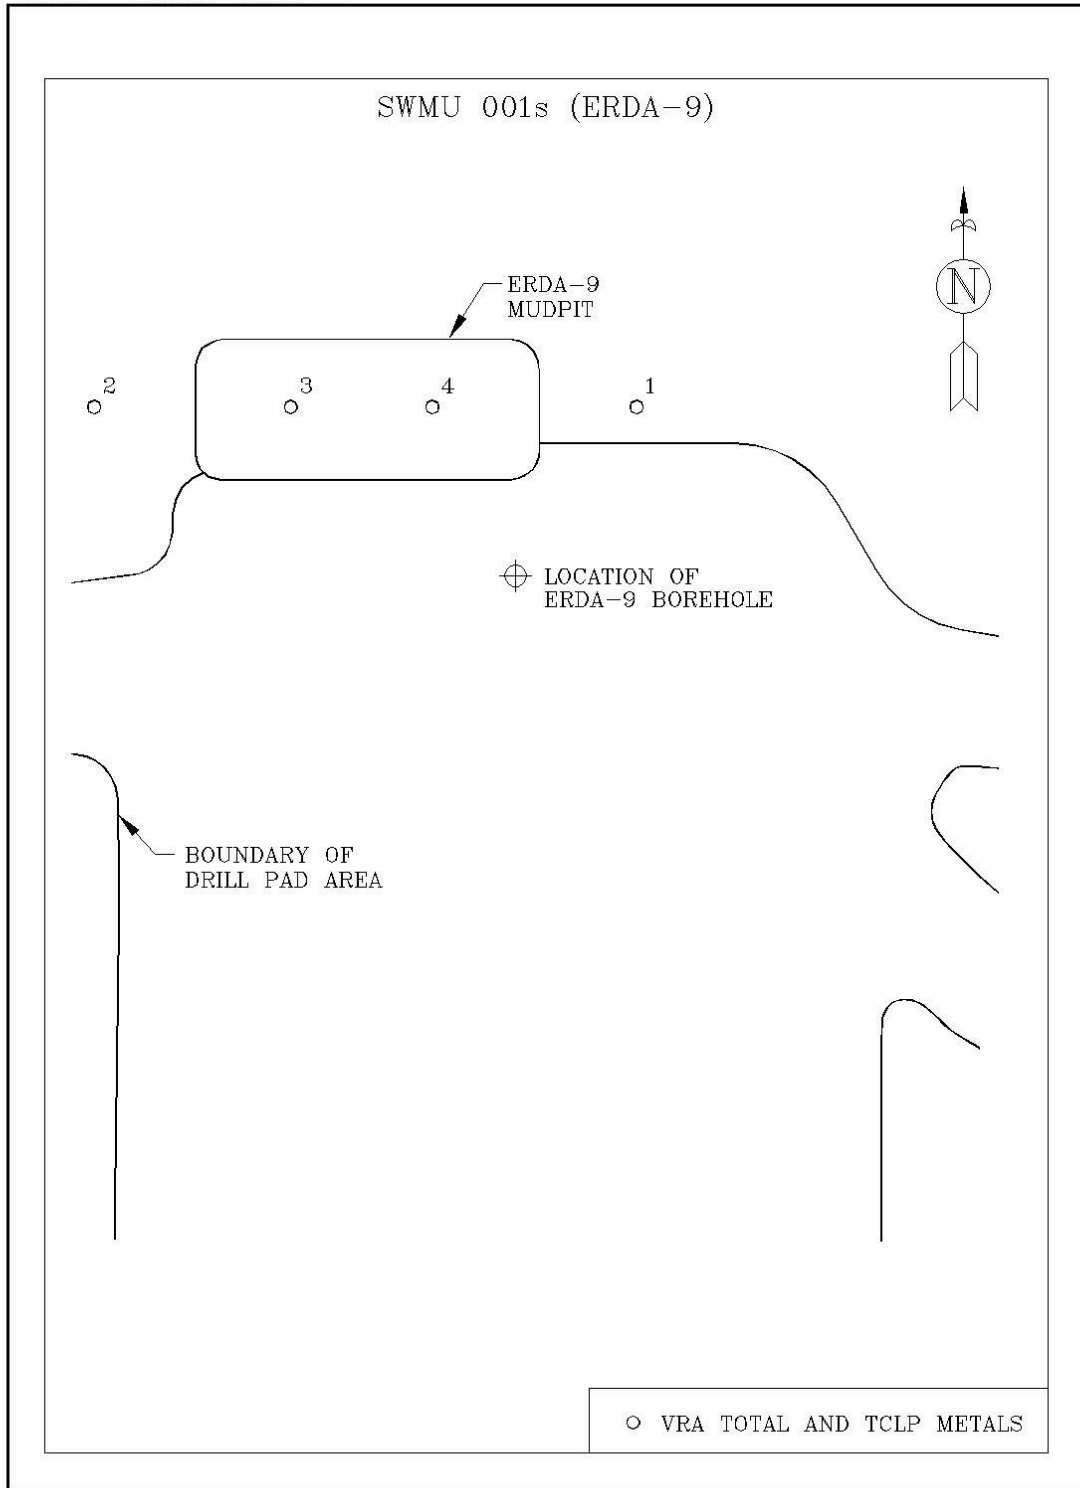 SWMU 001s (ERDA-9)
N
ERDA-9
MUDPIT
2
3
4
1
LOCATION OF
ERDA-9 BOREHOLE
BOUNDARY OF
DRILL PAD AREA
VRA TOTAL AND TCLP METALS